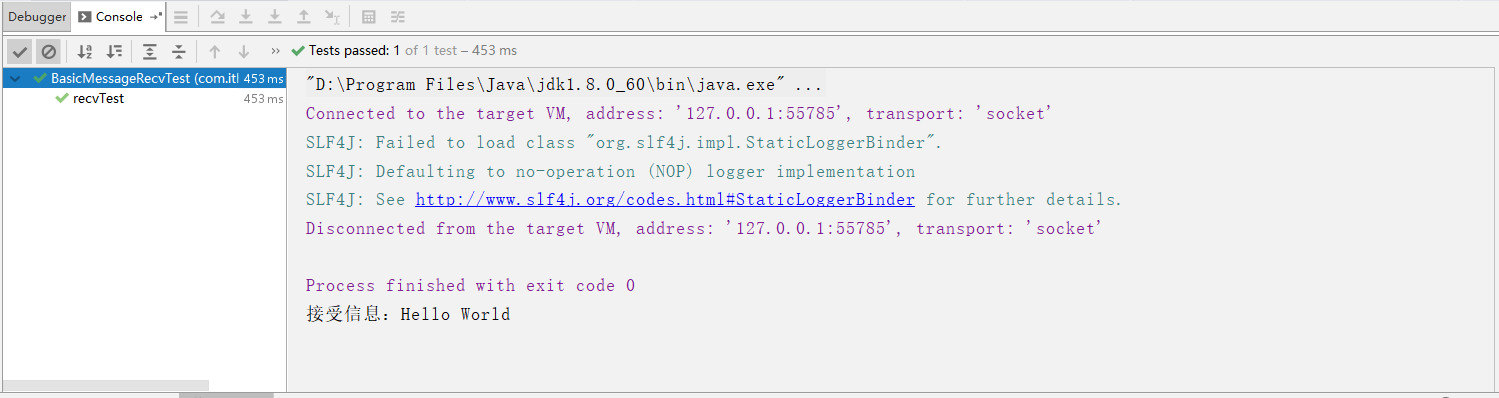 Debugger Console
Tests passed: 1 of 1 test – 453 ms
BasicMessageRecvTest (com.itl 453 ms
recvTest 453 ms
"D:\Program Files\Java\jdk1.8.0_60\bin\java.exe" ...
Connected to the target VM, address: '127.0.0.1:55785', transport: 'socket'
SLF4J: Failed to load class "org.slf4j.impl.StaticLoggerBinder".
SLF4J: Defaulting to no-operation (NOP) logger implementation
SLF4J: See http://www.slf4j.org/codes.html#StaticLoggerBinder for further details.
Disconnected from the target VM, address: '127.0.0.1:55785', transport: 'socket'
Process finished with exit code 0
接受信息：Hello World